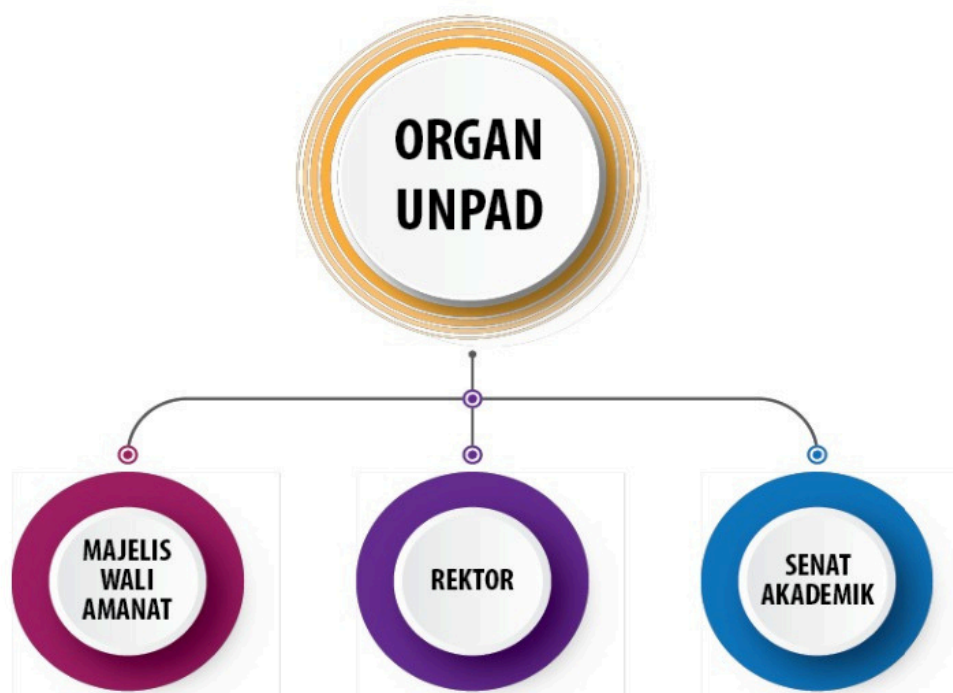 ORGAN
UNPAD
MAJELIS
WALI
AMANAT
REKTOR
SENAT
AKADEMIK